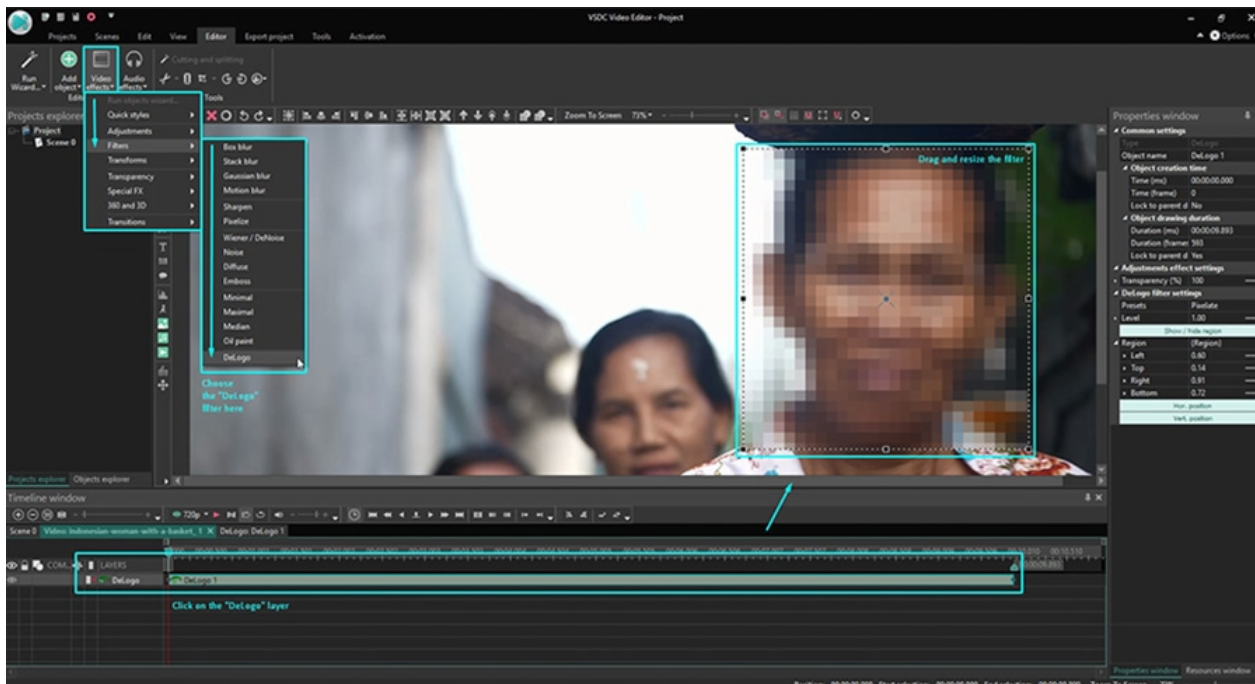 VSDC Video Editor - Project
Projects Scenes Edit View Editor Export project Tools Activation
Options
Run Wizard...
Add object
Video effects
Audio effects
Cutting and splitting
Tools
Run objects wizard...
Quick styles
Adjustments
Filters
Transforms
Transparency
Special FX
360 and 3D
Transitions
Box blur
Stack blur
Gaussian blur
Motion blur
Sharpen
Pixelize
Wiener / DeNoise
Noise
Diffuse
Emboss
Minimal
Maximal
Median
Oil paint
DeLogo
Choose
the "DeLogo"
filter here
Projects explorer
Project
Scene 0
Zoom To Screen 73%
Drag and resize the filter
Properties window
Common settings
Type DeLogo
Object name DeLogo 1
Object creation time
Time (ms) 00:00:00.000
Time (frame) 0
Lock to parent d No
Object drawing duration
Duration (ms) 00:00:09.893
Duration (frame 593
Lock to parent d Yes
Adjustments effect settings
Transparency (%) 100
DeLogo filter settings
Presets Pixelate
Level 1.00
Show / hide region
Region (Region)
Left 0.60
Top 0.14
Right 0.91
Bottom 0.72
Hor. position
Vert. position
Projects explorer Objects explorer
Timeline window
720p
Scene 0 Video: indonesian-woman-with-a-basket_1 DeLogo: DeLogo 1
COM... LAYERS
00:00:09.893
DeLogo DeLogo 1
Click on the "DeLogo" layer
Properties window Resources window